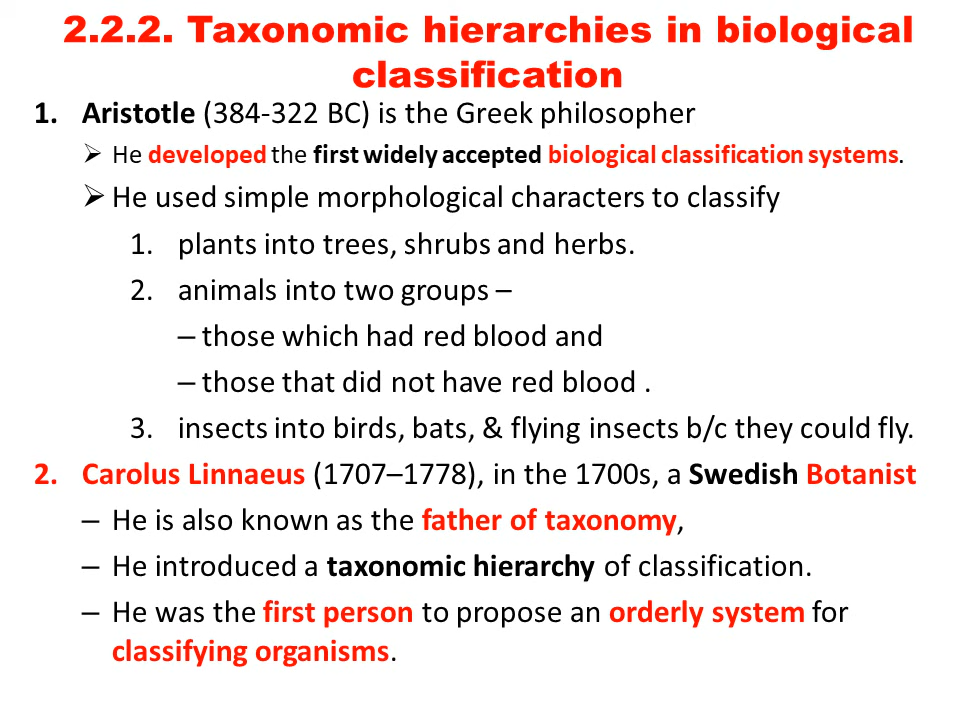 2.2.2. Taxonomic hierarchies in biological
classification
1. Aristotle (384-322 BC) is the Greek philosopher
➢ He developed the first widely accepted biological classification systems.
➢ He used simple morphological characters to classify
1. plants into trees, shrubs and herbs.
2. animals into two groups –
– those which had red blood and
– those that did not have red blood .
3. insects into birds, bats, & flying insects b/c they could fly.
2. Carolus Linnaeus (1707–1778), in the 1700s, a Swedish Botanist
– He is also known as the father of taxonomy,
– He introduced a taxonomic hierarchy of classification.
– He was the first person to propose an orderly system for
classifying organisms.